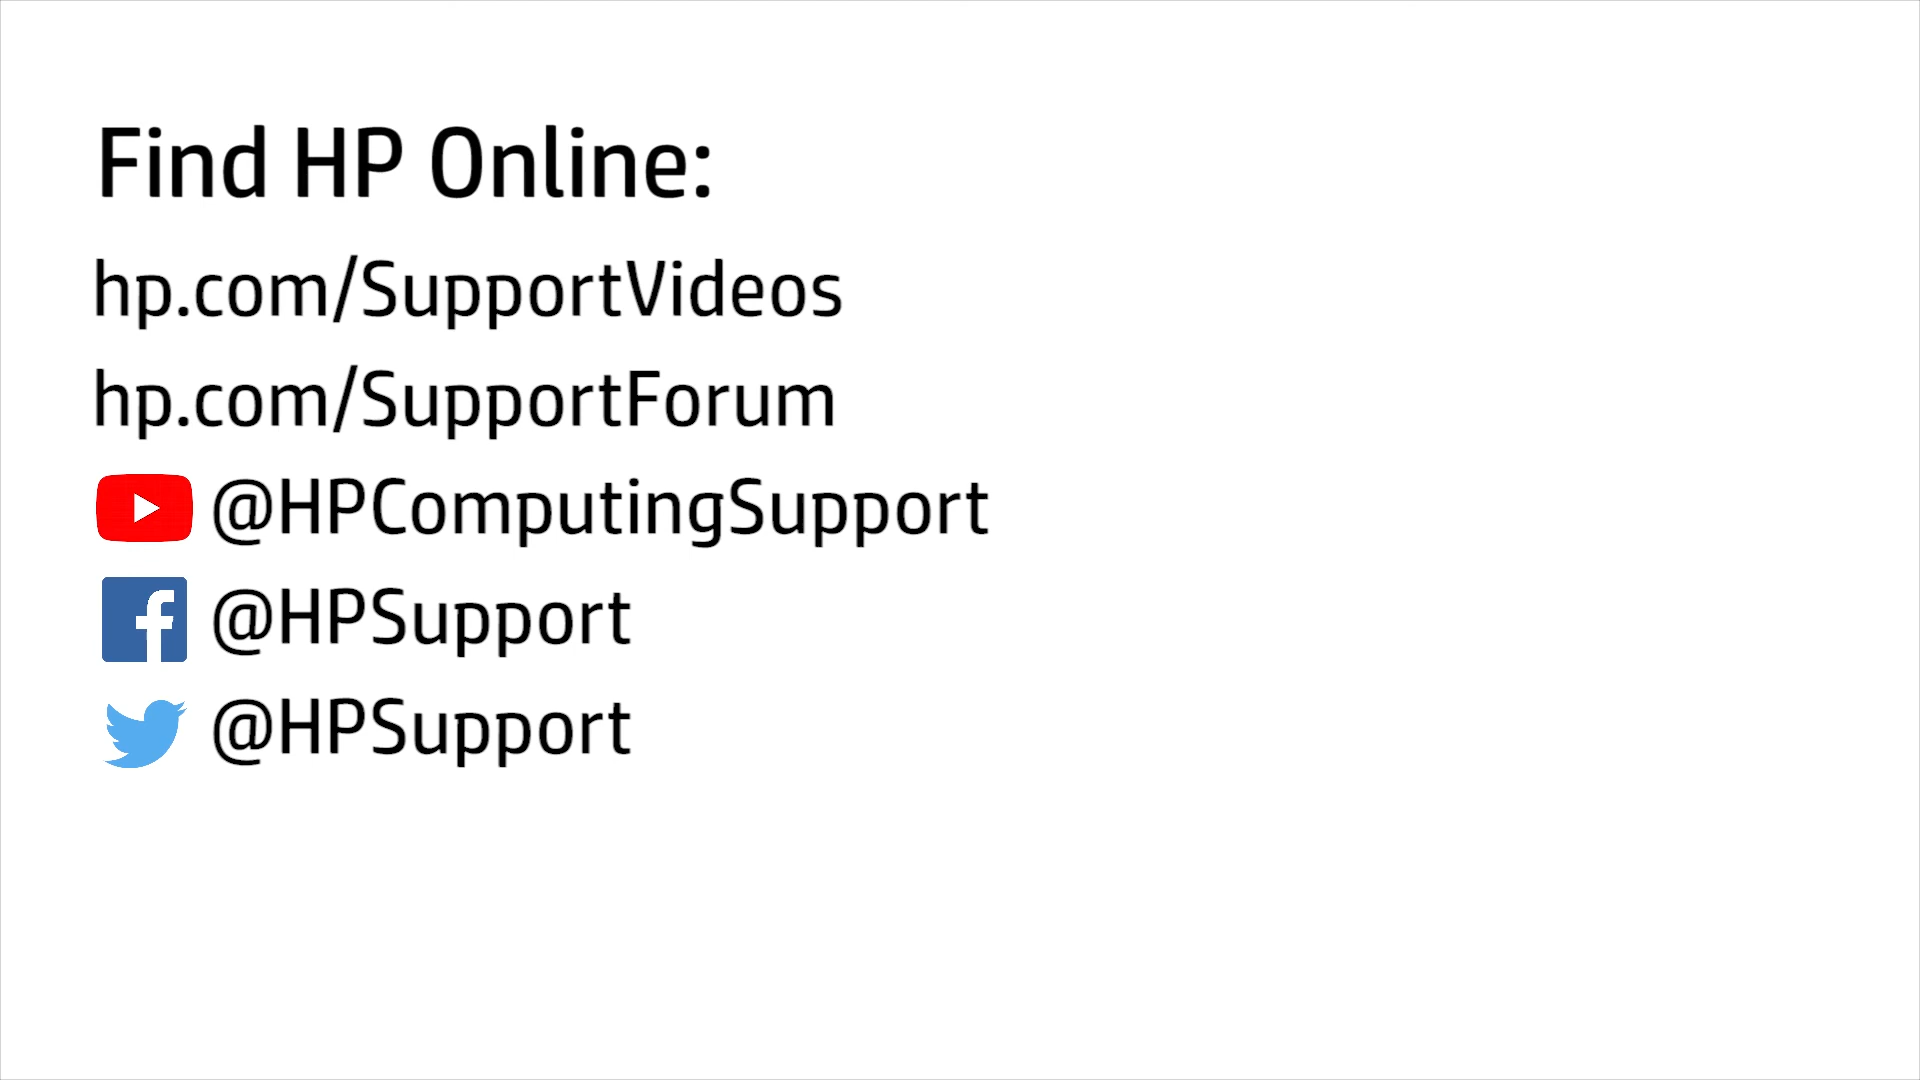 Find HP Online:
hp.com/SupportVideos
hp.com/SupportForum
@HPComputingSupport
@HPSupport
@HPSupport